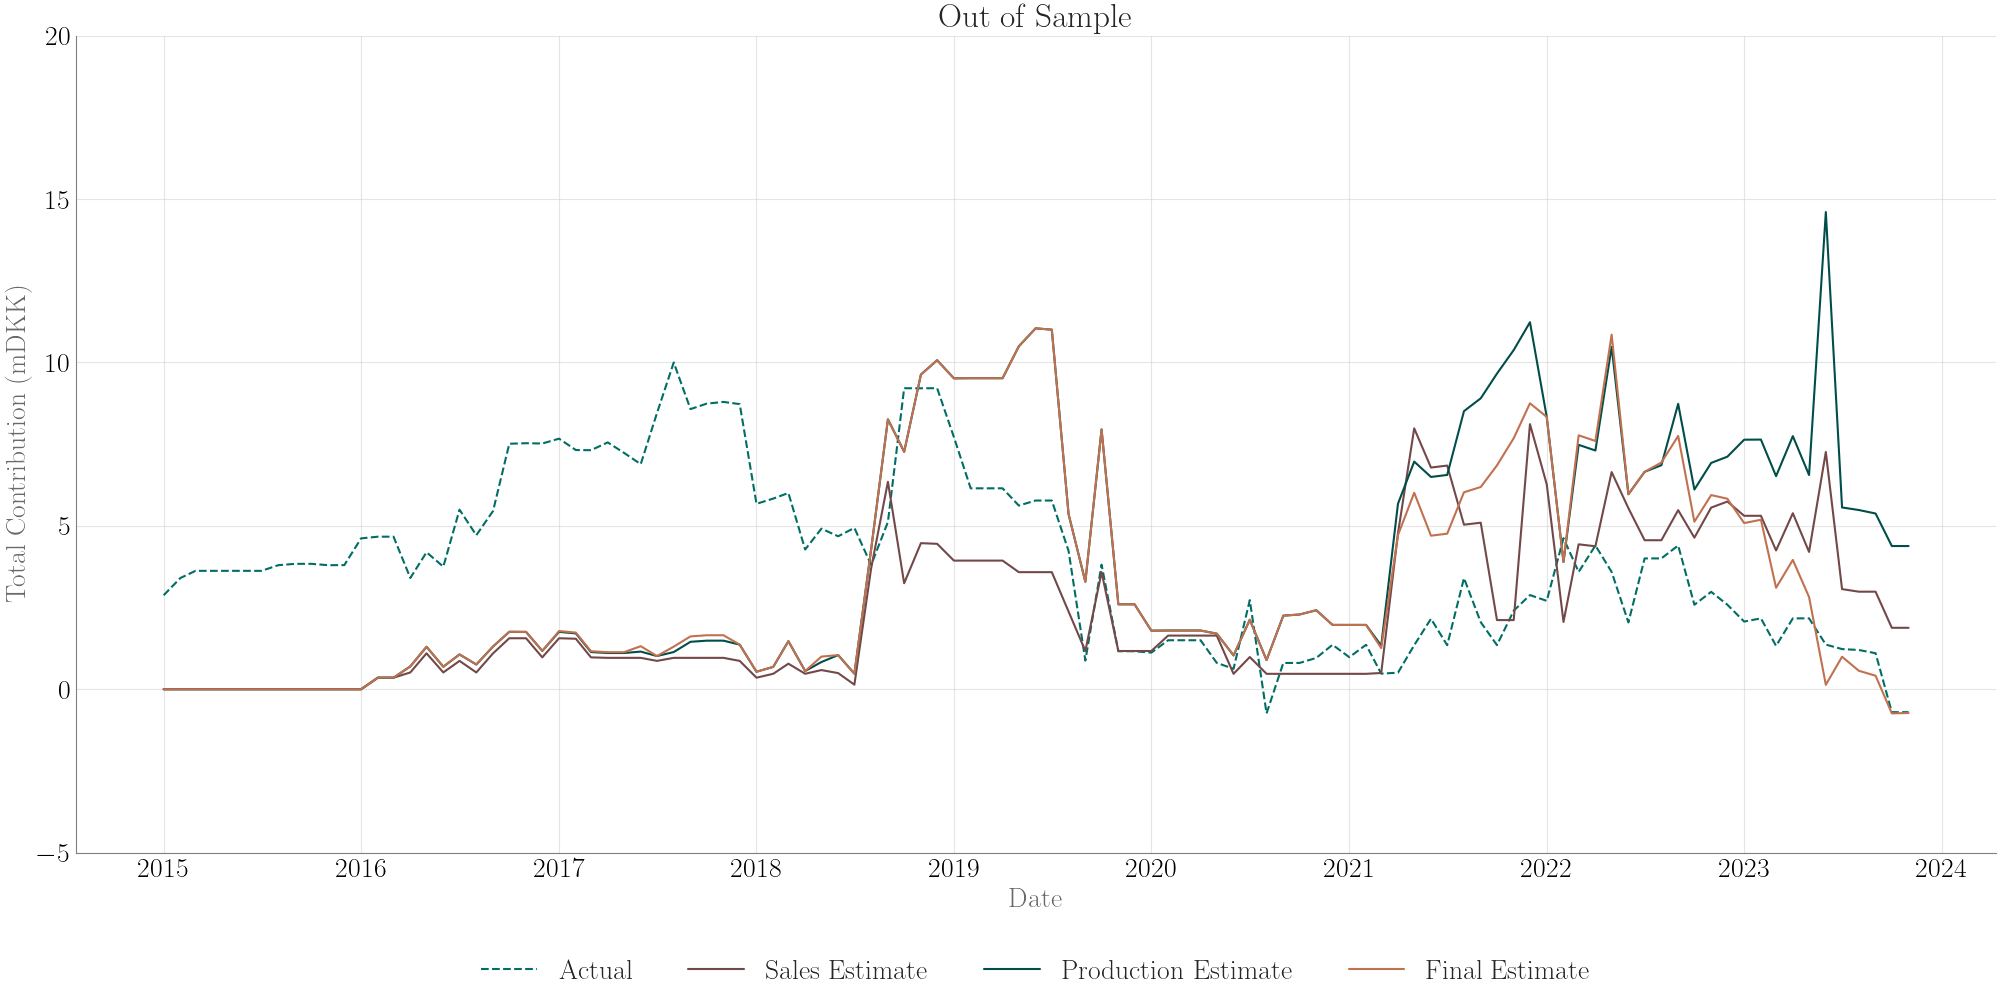 Out of Sample
Total Contribution (mDKK)
20
15
10
5
0
−5
2015 2016 2017 2018 2019 2020 2021 2022 2023 2024
Date
Actual Sales Estimate Production Estimate Final Estimate